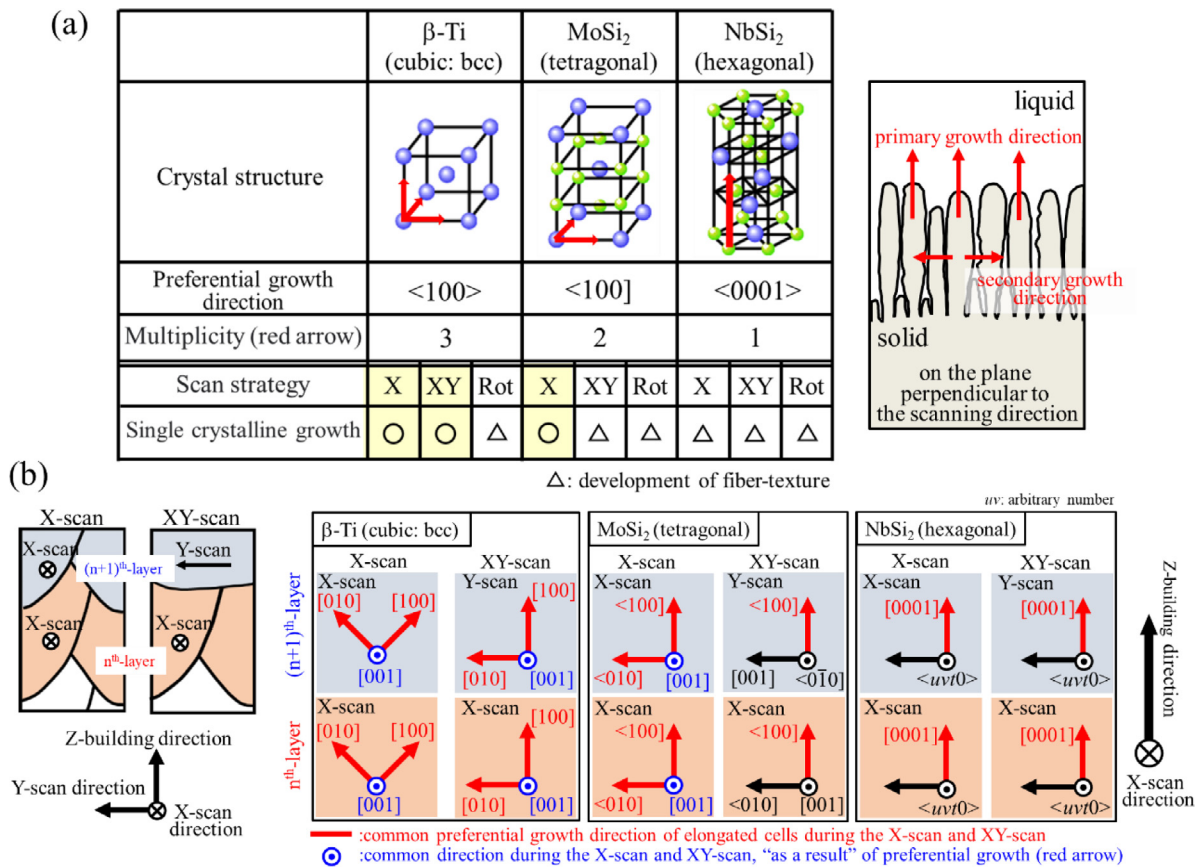 (a)
β-Ti
(cubic: bcc)
MoSi2
(tetragonal)
NbSi2
(hexagonal)
Crystal structure
Preferential growth
direction
<100>
<100]
<0001>
Multiplicity (red arrow)
3
2
1
Scan strategy
X
XY
Rot
X
XY
Rot
X
XY
Rot
Single crystalline growth
○
○
△
○
△
△
△
△
△
△: development of fiber-texture
liquid
primary growth direction
secondary growth
direction
solid
on the plane
perpendicular to
the scanning direction
(b)
X-scan
XY-scan
X-scan
(n+1)th-layer
Y-scan
X-scan
X-scan
nth-layer
Z-building direction
Y-scan direction
X-scan
direction
uv: arbitrary number
β-Ti (cubic: bcc)
X-scan
XY-scan
(n+1)th-layer
X-scan
[010]
[100]
[001]
Y-scan
[100]
[010]
[001]
nth-layer
X-scan
[010]
[100]
[001]
X-scan
[100]
[010]
[001]
MoSi2 (tetragonal)
X-scan
XY-scan
X-scan
<100]
<010]
[001]
Y-scan
<100]
[001]
<01̄0]
X-scan
<100]
<010]
[001]
X-scan
<100]
<010]
[001]
NbSi2 (hexagonal)
X-scan
XY-scan
X-scan
[0001]
<uvt0>
Y-scan
[0001]
<uvt0>
X-scan
[0001]
<uvt0>
X-scan
[0001]
<uvt0>
Z-building direction
X-scan
direction
:common preferential growth direction of elongated cells during the X-scan and XY-scan
:common direction during the X-scan and XY-scan, “as a result” of preferential growth (red arrow)